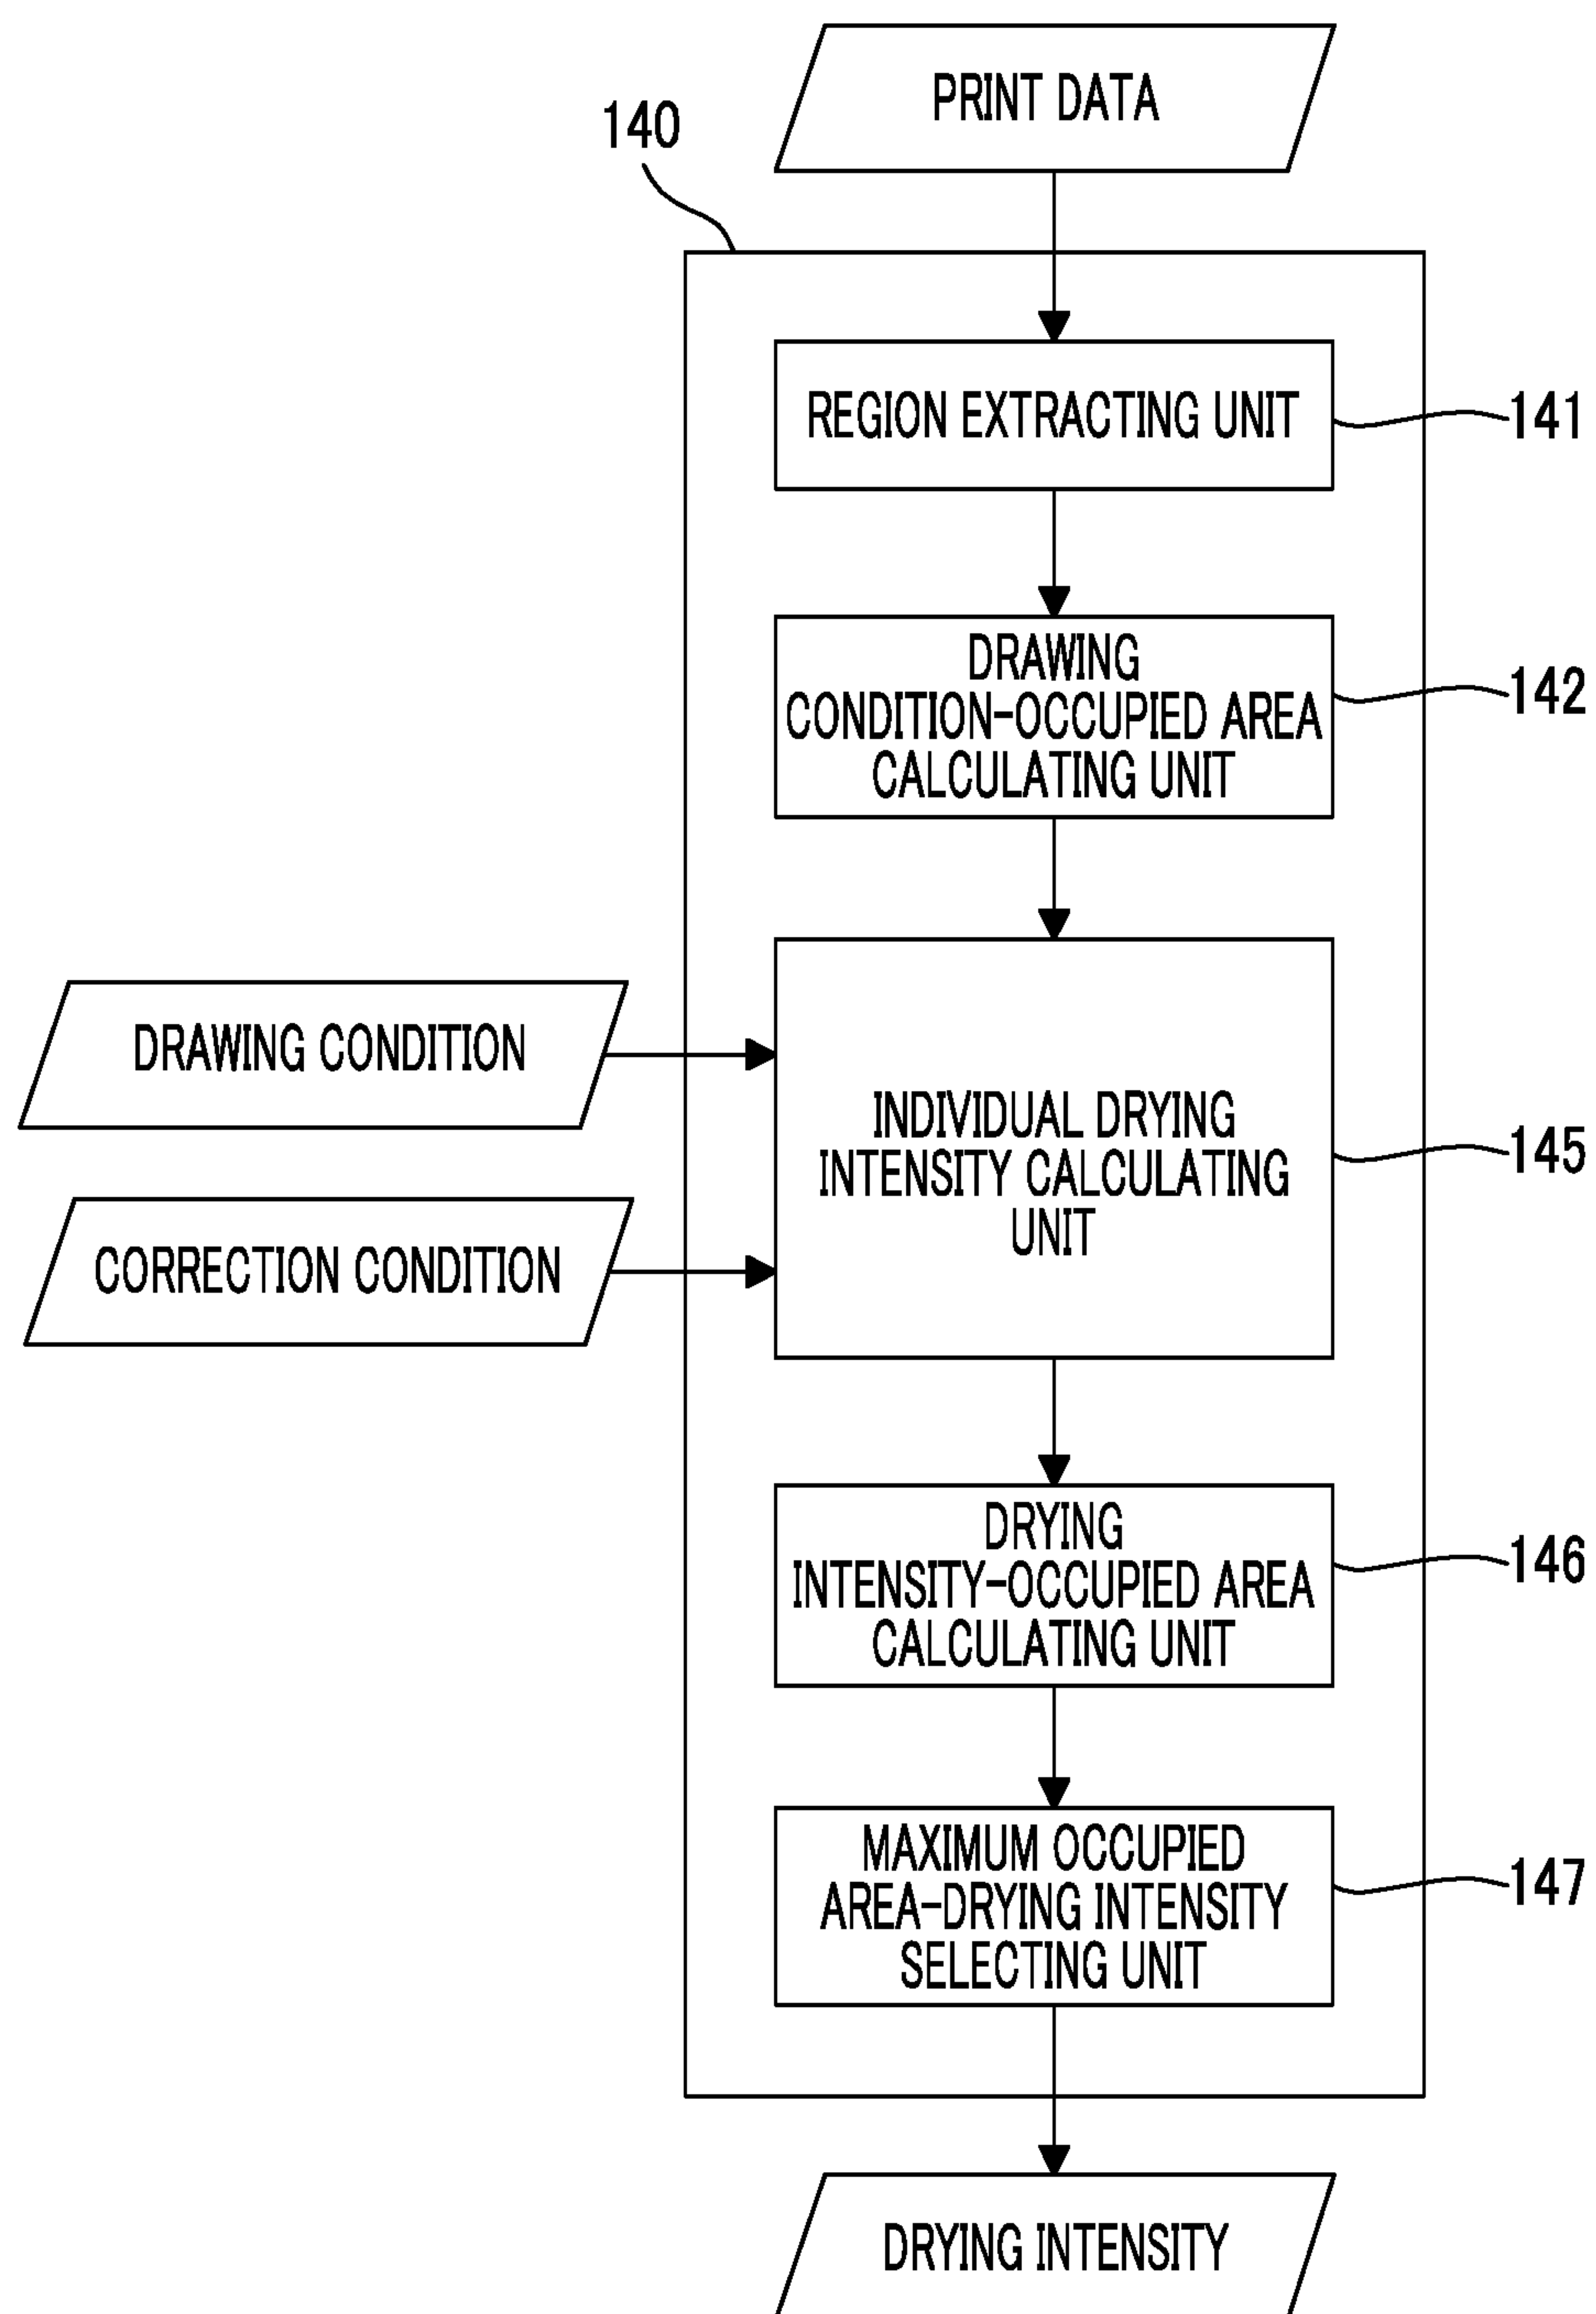 PRINT DATA
140
REGION EXTRACTING UNIT
141
DRAWING
CONDITION-OCCUPIED AREA
CALCULATING UNIT
142
DRAWING CONDITION
CORRECTION CONDITION
INDIVIDUAL DRYING
INTENSITY CALCULATING
UNIT
145
DRYING
INTENSITY-OCCUPIED AREA
CALCULATING UNIT
146
MAXIMUM OCCUPIED
AREA-DRYING INTENSITY
SELECTING UNIT
147
DRYING INTENSITY